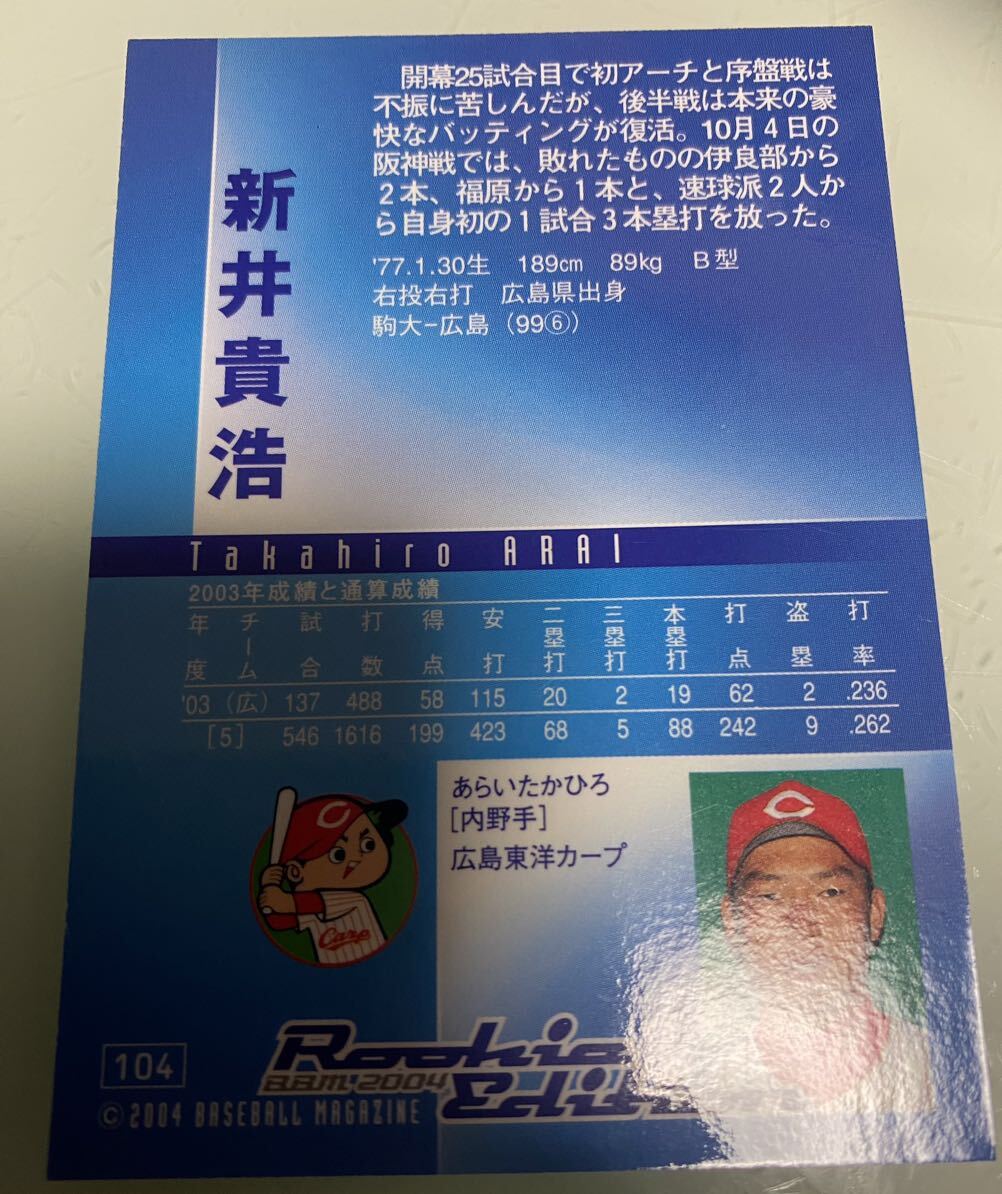 開幕25試合目で初アーチと序盤戦は
不振に苦しんだが、後半戦は本来の豪
快なバッティングが復活。10月4日の
阪神戦では、敗れたものの伊良部から
2本、福原から1本と、速球派2人か
ら自身初の1試合3本塁打を放った。
新井貴浩
'77.1.30生 189㎝ 89㎏ B型
右投右打 広島県出身
駒大−広島（99⑥）
Takahiro ARAI
2003年成績と通算成績
年度 チーム 試合 打数 得点 安打 二塁打 三塁打 本塁打 打点 盗塁 打率
'03（広） 137 488 58 115 20 2 19 62 2 .236
［5］ 546 1616 199 423 68 5 88 242 9 .262
あらいたかひろ
［内野手］
広島東洋カープ
C
Carp
C
Rookie
BBM 2004
104
© 2004 BASEBALL MAGAZINE